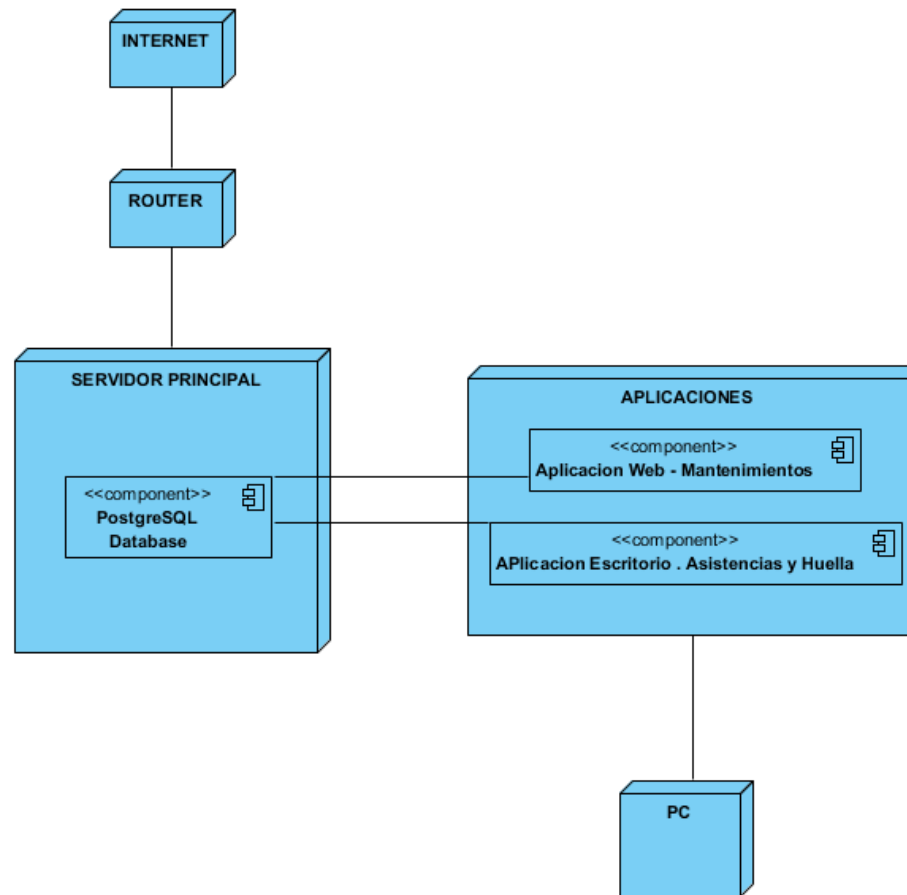 INTERNET
ROUTER
SERVIDOR PRINCIPAL
<<component>>
PostgreSQL
Database
APLICACIONES
<<component>>
Aplicacion Web - Mantenimientos
<<component>>
APlicacion Escritorio . Asistencias y Huella
PC